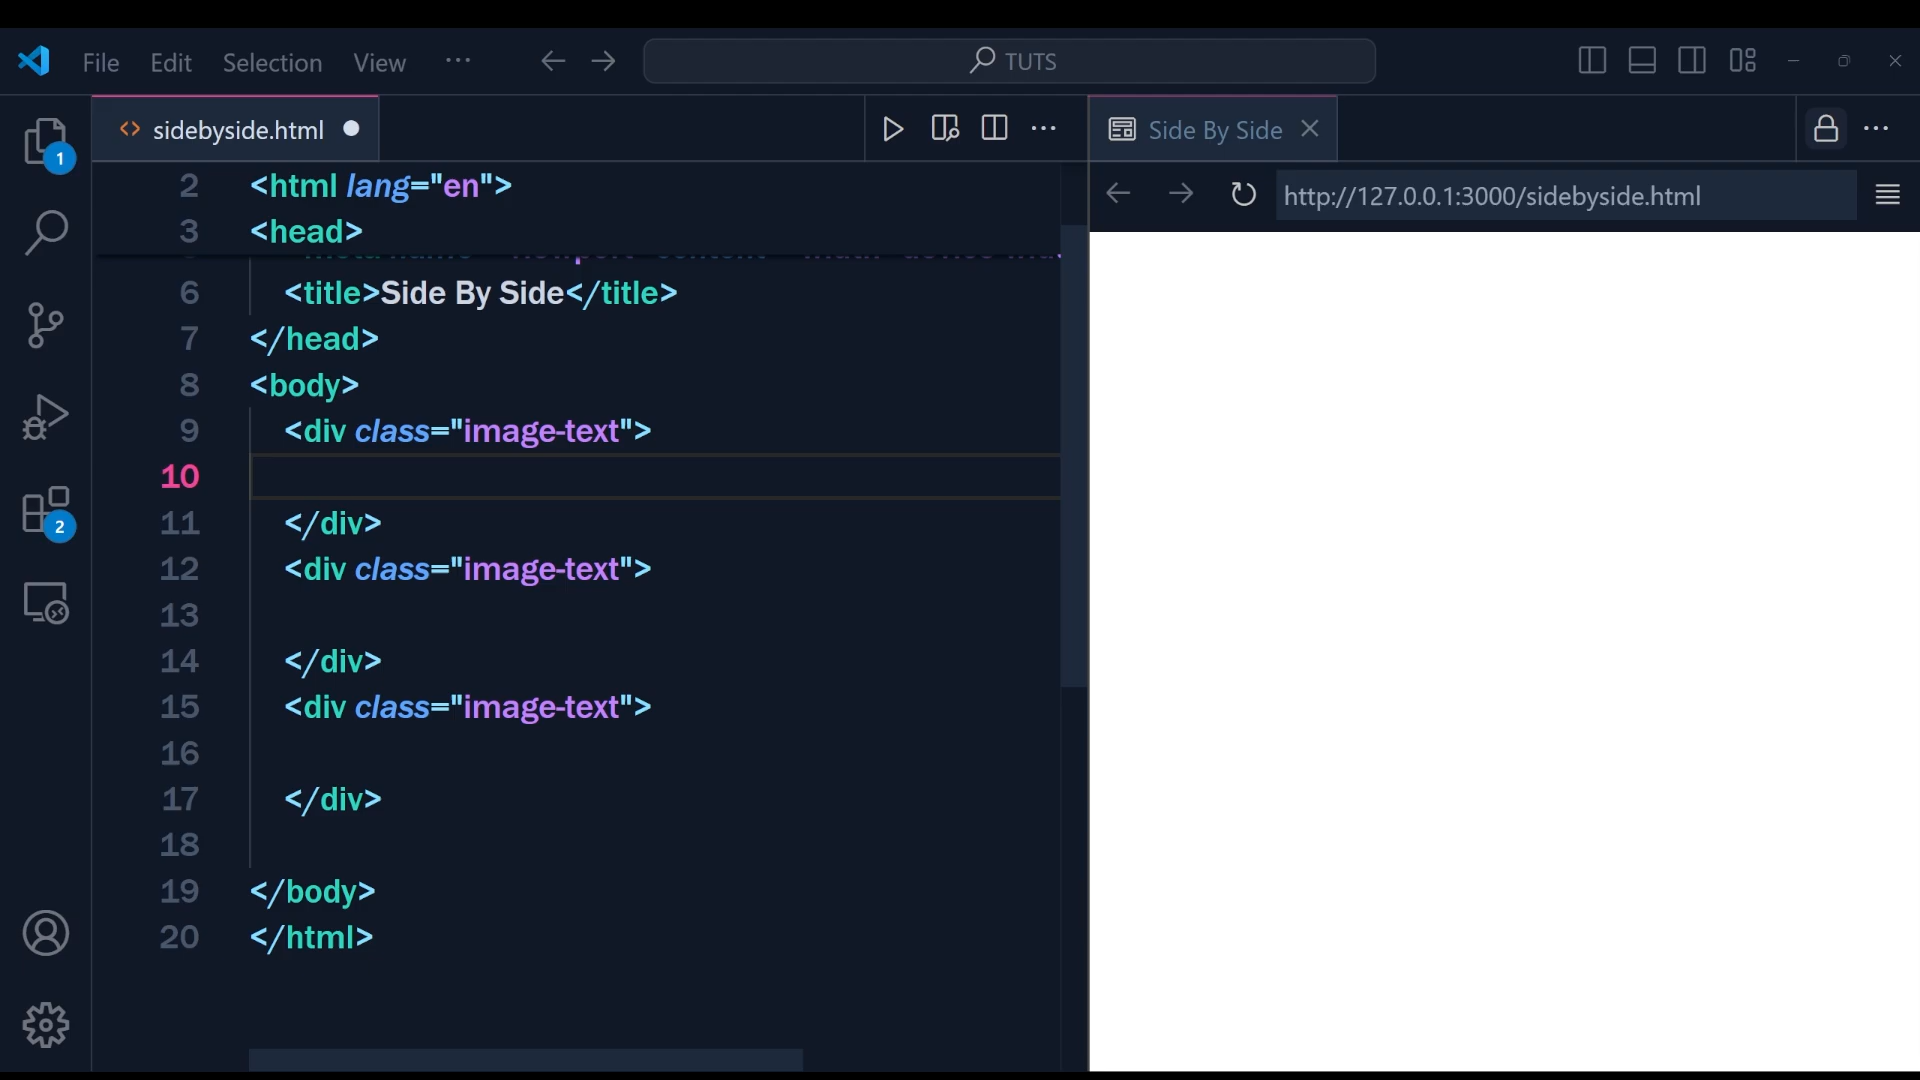 File Edit Selection View ... TUTS
sidebyside.html
Side By Side
http://127.0.0.1:3000/sidebyside.html
1
2
2 <html lang="en">
3 <head>
6 <title>Side By Side</title>
7 </head>
8 <body>
9 <div class="image-text">
10
11 </div>
12 <div class="image-text">
13
14 </div>
15 <div class="image-text">
16
17 </div>
18
19 </body>
20 </html>